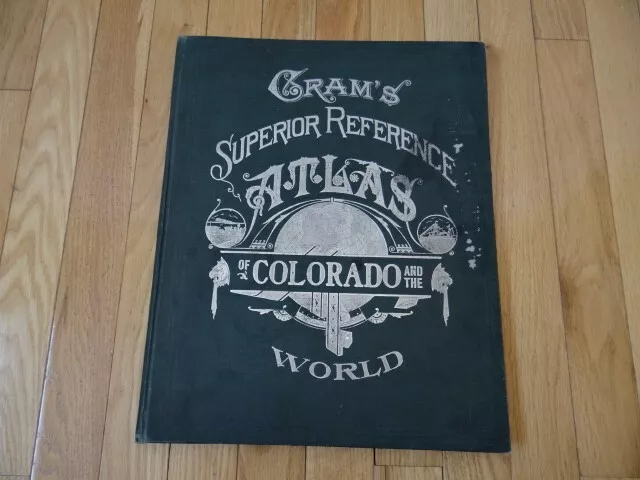 CRAM'S
SUPERIOR REFERENCE
ATLAS
OF COLORADO AND THE
WORLD